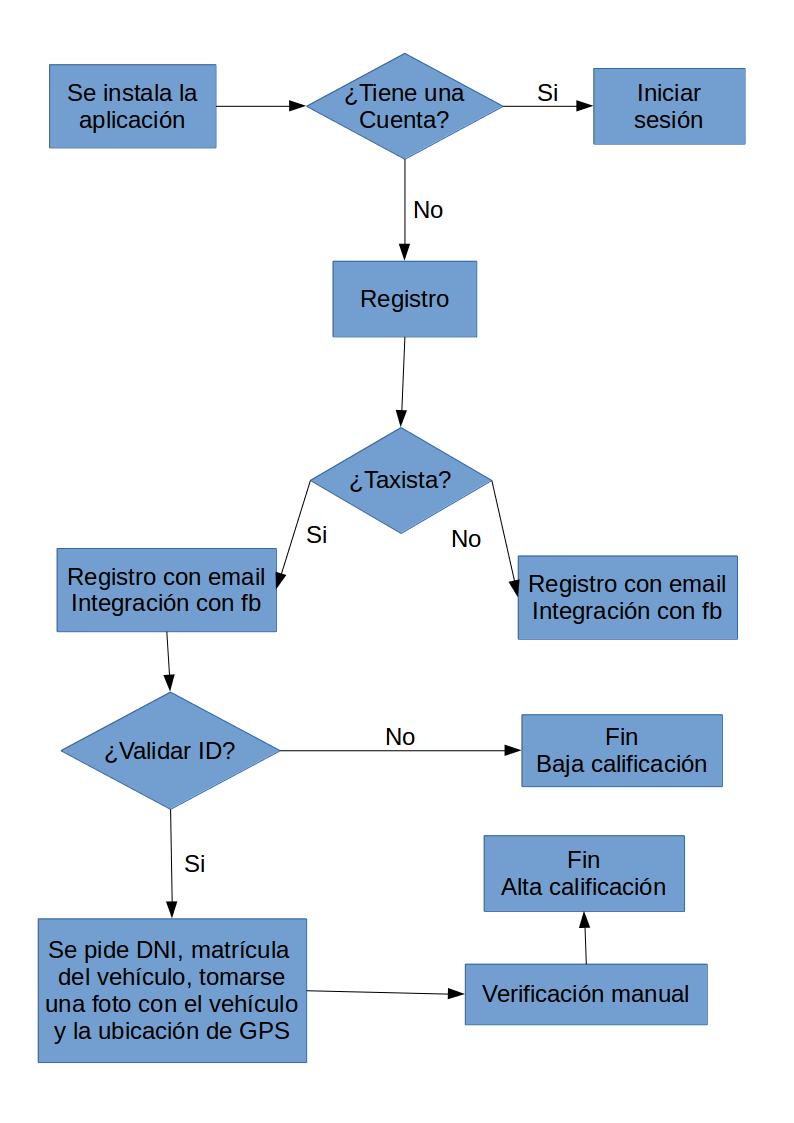 Se instala la
aplicación
¿Tiene una
Cuenta?
Si
Iniciar
sesión
No
Registro
¿Taxista?
Si
No
Registro con email
Integración con fb
Registro con email
Integración con fb
¿Validar ID?
No
Fin
Baja calificación
Si
Fin
Alta calificación
Se pide DNI, matrícula
del vehículo, tomarse
una foto con el vehículo
y la ubicación de GPS
Verificación manual